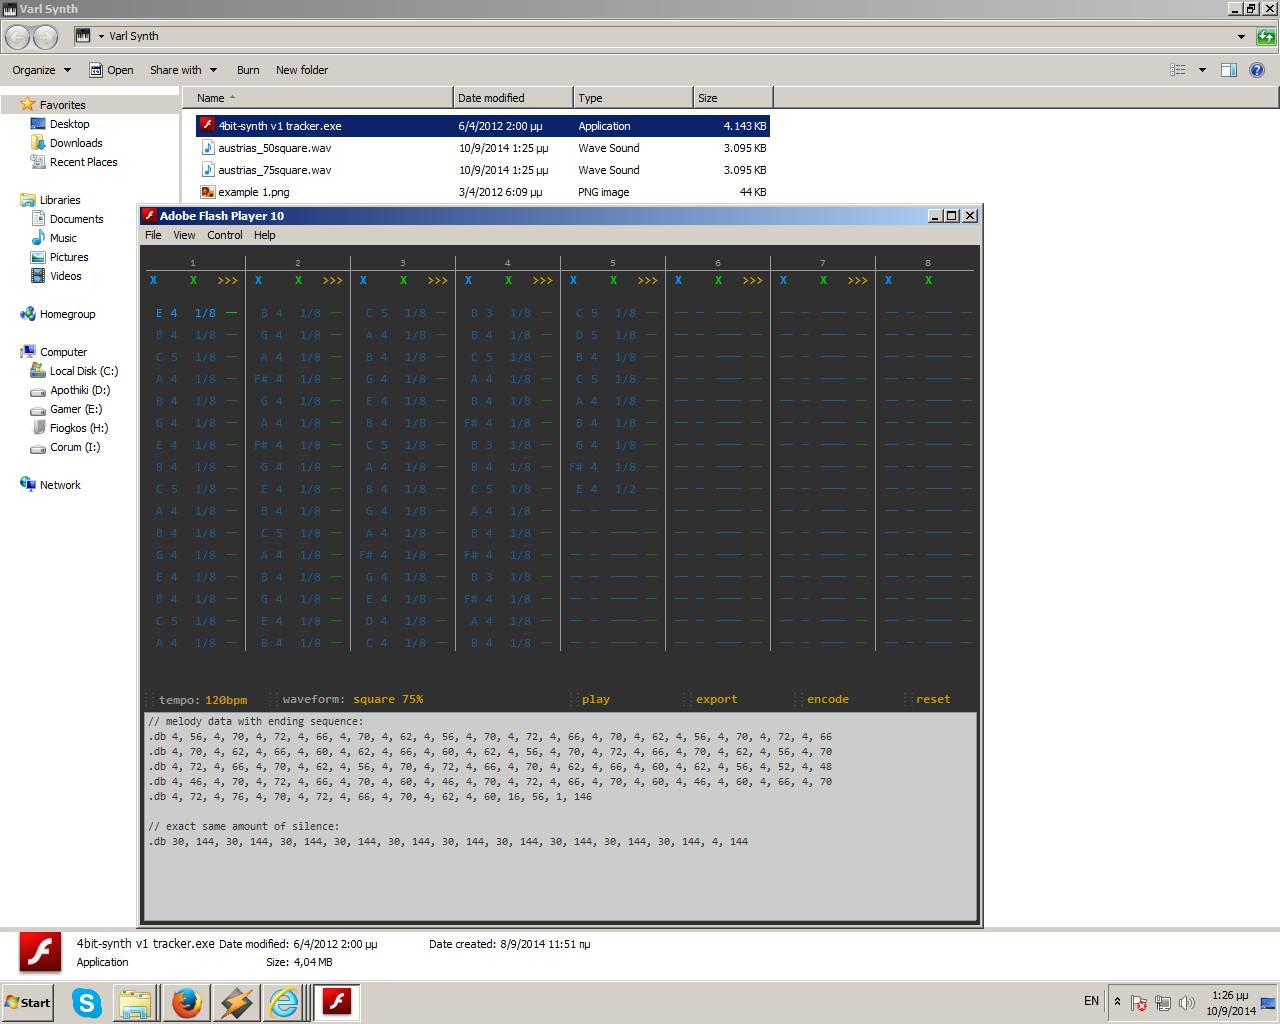 Varl Synth
Varl Synth
Organize Open Share with Burn New folder
Name Date modified Type Size
Favorites
Desktop
Downloads
Recent Places
Libraries
Documents
Music
Pictures
Videos
Homegroup
Computer
Local Disk (C:)
Apothiki (D:)
Gamer (E:)
Fiogkos (H:)
Corum (I:)
Network
4bit-synth v1 tracker.exe 6/4/2012 2:00 μμ Application 4.143 KB
austrias_50square.wav 10/9/2014 1:25 μμ Wave Sound 3.095 KB
austrias_75square.wav 10/9/2014 1:25 μμ Wave Sound 3.095 KB
example 1.png 3/4/2012 6:09 μμ PNG image 44 KB
Adobe Flash Player 10
File View Control Help
1 2 3 4 5 6 7 8
X X >>> X X >>> X X >>> X X >>> X X >>> X X >>> X X >>> X X
E 4 1/8 — B 4 1/8 — C 5 1/8 — B 3 1/8 — C 5 1/8 —
B 4 1/8 — G 4 1/8 — A 4 1/8 — B 4 1/8 — D 5 1/8 —
C 5 1/8 — A 4 1/8 — B 4 1/8 — C 5 1/8 — B 4 1/8 —
A 4 1/8 — F# 4 1/8 — G 4 1/8 — A 4 1/8 — C 5 1/8 —
B 4 1/8 — G 4 1/8 — E 4 1/8 — B 4 1/8 — A 4 1/8 —
G 4 1/8 — A 4 1/8 — B 4 1/8 — F# 4 1/8 — B 4 1/8 —
E 4 1/8 — F# 4 1/8 — C 5 1/8 — B 3 1/8 — G 4 1/8 —
B 4 1/8 — G 4 1/8 — A 4 1/8 — B 4 1/8 — F# 4 1/8 —
C 5 1/8 — E 4 1/8 — B 4 1/8 — C 5 1/8 — E 4 1/2 —
A 4 1/8 — B 4 1/8 — G 4 1/8 — A 4 1/8 —
B 4 1/8 — C 5 1/8 — A 4 1/8 — B 4 1/8 —
G 4 1/8 — A 4 1/8 — F# 4 1/8 — F# 4 1/8 —
E 4 1/8 — B 4 1/8 — G 4 1/8 — B 3 1/8 —
B 4 1/8 — G 4 1/8 — E 4 1/8 — F# 4 1/8 —
C 5 1/8 — E 4 1/8 — D 4 1/8 — A 4 1/8 —
A 4 1/8 — B 4 1/8 — C 4 1/8 — B 4 1/8 —
tempo: 120bpm waveform: square 75% play export encode reset
// melody data with ending sequence:
.db 4, 56, 4, 70, 4, 72, 4, 66, 4, 70, 4, 62, 4, 56, 4, 70, 4, 72, 4, 66, 4, 70, 4, 62, 4, 56, 4, 70, 4, 72, 4, 66
.db 4, 70, 4, 62, 4, 66, 4, 60, 4, 62, 4, 66, 4, 60, 4, 62, 4, 56, 4, 70, 4, 72, 4, 66, 4, 70, 4, 62, 4, 56, 4, 70
.db 4, 72, 4, 66, 4, 70, 4, 62, 4, 56, 4, 70, 4, 72, 4, 66, 4, 70, 4, 62, 4, 66, 4, 60, 4, 62, 4, 56, 4, 52, 4, 48
.db 4, 46, 4, 70, 4, 72, 4, 66, 4, 70, 4, 60, 4, 46, 4, 70, 4, 72, 4, 66, 4, 70, 4, 60, 4, 46, 4, 60, 4, 66, 4, 70
.db 4, 72, 4, 76, 4, 70, 4, 72, 4, 66, 4, 70, 4, 62, 4, 60, 16, 56, 1, 146
// exact same amount of silence:
.db 30, 144, 30, 144, 30, 144, 30, 144, 30, 144, 30, 144, 30, 144, 30, 144, 30, 144, 30, 144, 4, 144
4bit-synth v1 tracker.exe Date modified: 6/4/2012 2:00 μμ Date created: 8/9/2014 11:51 πμ
Application Size: 4,04 MB
Start EN 1:26 μμ
10/9/2014